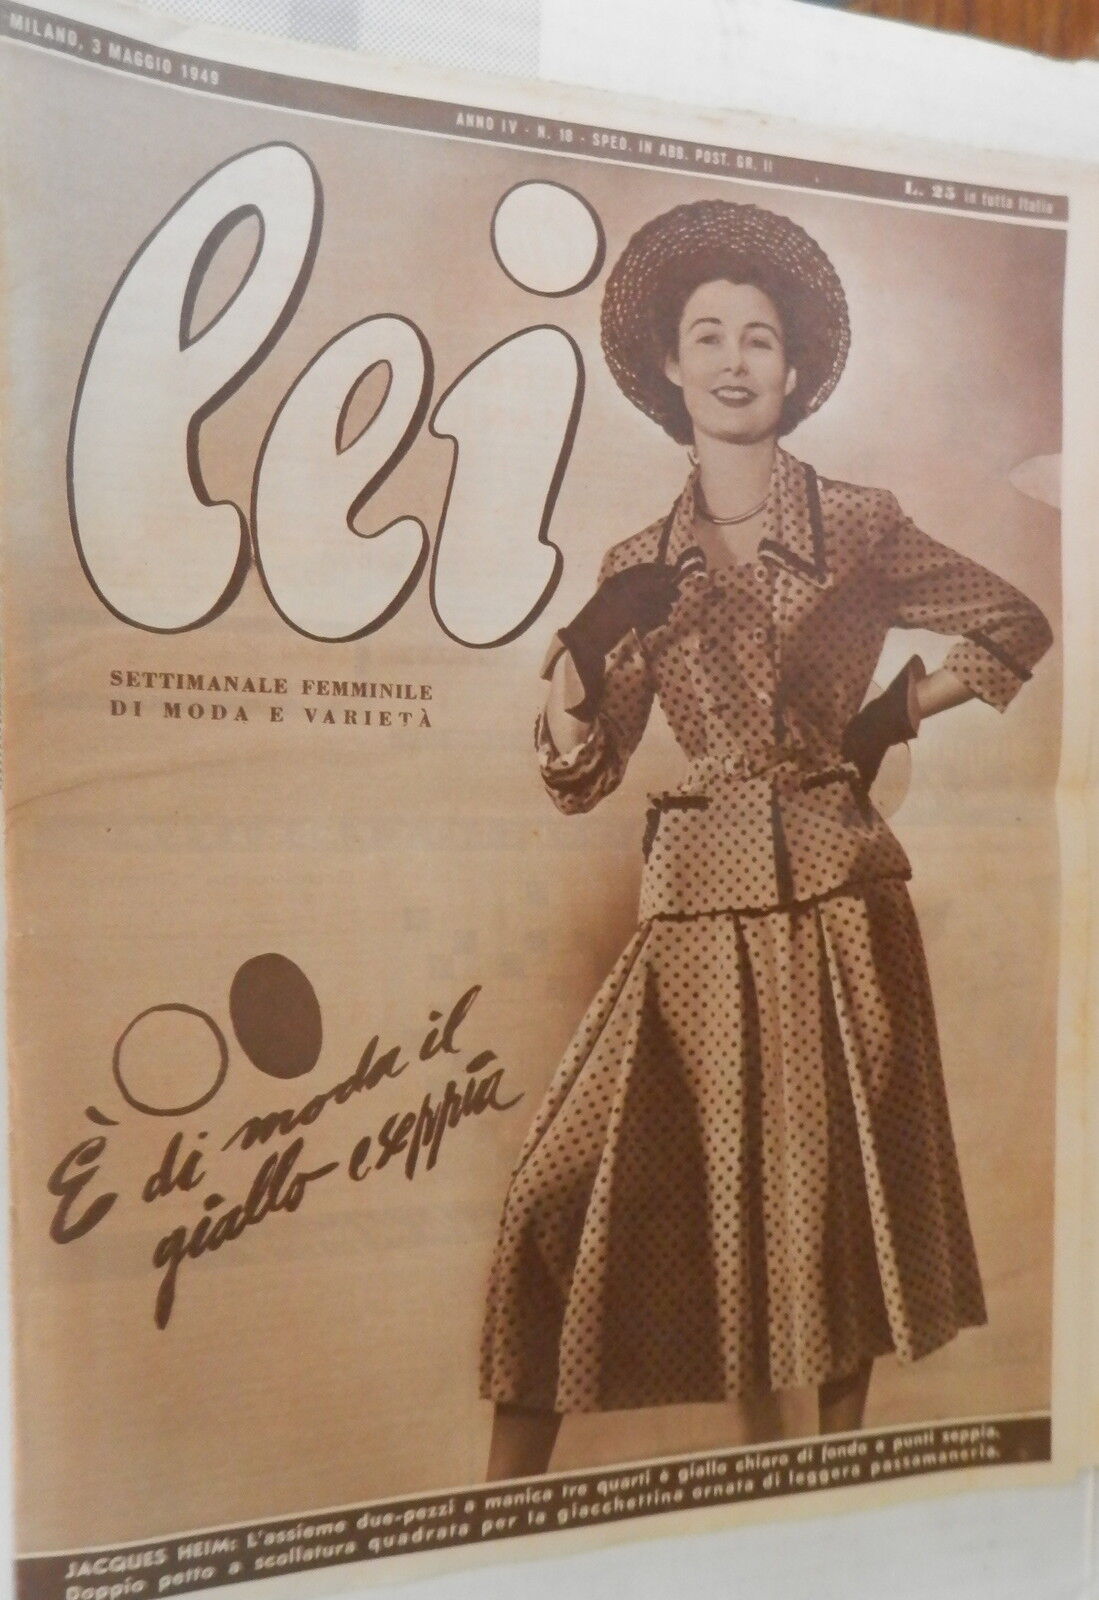 MILANO, 3 MAGGIO 1949
ANNO IV - N. 18 - SPED. IN ABB. POST. GR. II
L. 25 in tutta Italia
lei
SETTIMANALE FEMMINILE
DI MODA E VARIETÀ
È di moda il
giallo e seppia
JACQUES HEIM: L'assieme due-pezzi a manica tre quarti è giallo chiaro di fondo a punti seppia.
Doppio petto a scollatura quadrata per la giacchettina ornata di leggera passamaneria.